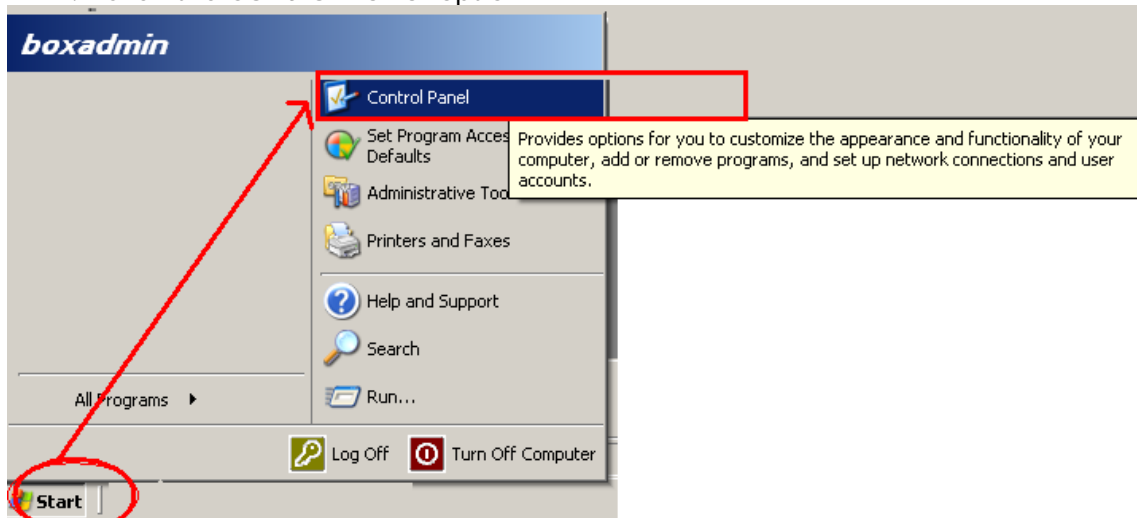 boxadmin
Control Panel
Set Program Acces
Defaults
Provides options for you to customize the appearance and functionality of your
computer, add or remove programs, and set up network connections and user
accounts.
Administrative Too
Printers and Faxes
Help and Support
Search
All Programs
Run...
Log Off
Turn Off Computer
Start